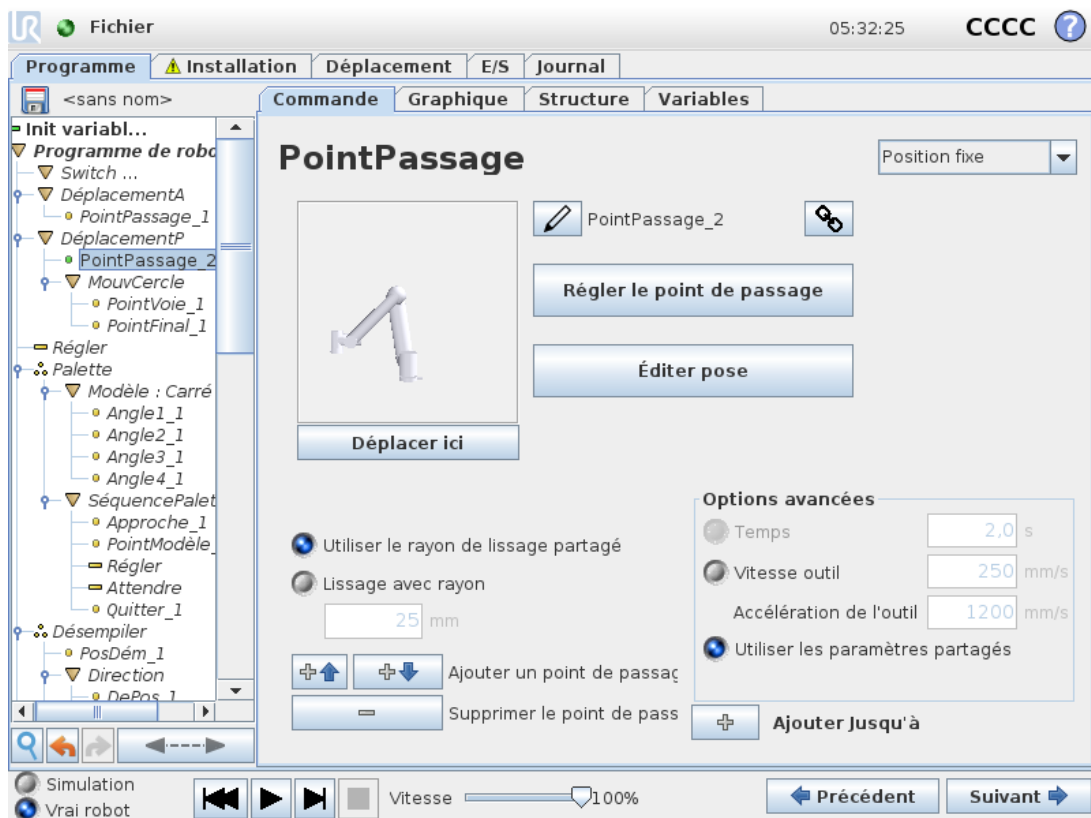 UR Fichier 05:32:25 CCCC ?
Programme Installation Déplacement E/S Journal
<sans nom> Commande Graphique Structure Variables
Init variabl...
Programme de robo
Switch ...
DéplacementA
PointPassage_1
DéplacementP
PointPassage_2
MouvCercle
PointVoie_1
PointFinal_1
Régler
Palette
Modèle : Carré
Angle1_1
Angle2_1
Angle3_1
Angle4_1
SéquencePalet
Approche_1
PointModèle_
Régler
Attendre
Quitter_1
Désempiler
PosDém_1
Direction
DePos_1
PointPassage
Position fixe
PointPassage_2
Régler le point de passage
Éditer pose
Déplacer ici
Utiliser le rayon de lissage partagé
Lissage avec rayon
25 mm
Ajouter un point de passag
Supprimer le point de pass
Options avancées
Temps 2,0 s
Vitesse outil 250 mm/s
Accélération de l'outil 1200 mm/s
Utiliser les paramètres partagés
Ajouter Jusqu'à
Simulation
Vrai robot
Vitesse 100%
Précédent Suivant